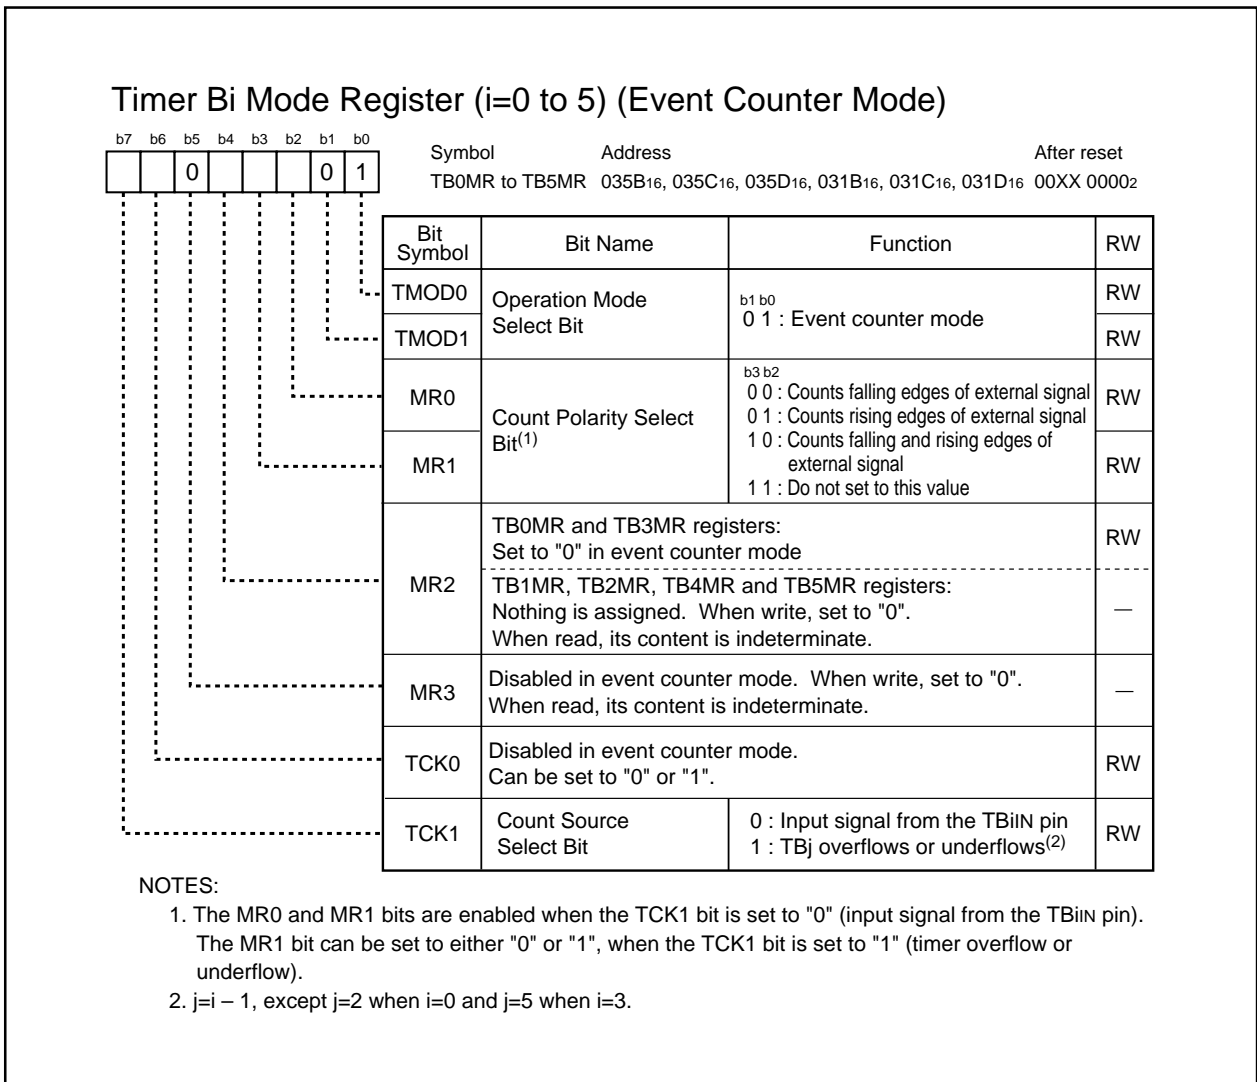 Timer Bi Mode Register (i=0 to 5) (Event Counter Mode)
b7 b6 b5 b4 b3 b2 b1 b0
0 0 1
Symbol Address After reset
TB0MR to TB5MR 035B16, 035C16, 035D16, 031B16, 031C16, 031D16 00XX 00002
Bit Symbol Bit Name Function RW
TMOD0 RW
Operation Mode
Select Bit
b1 b0
0 1 : Event counter mode
TMOD1 RW
MR0 RW
Count Polarity Select
Bit(1)
b3 b2
0 0 : Counts falling edges of external signal
0 1 : Counts rising edges of external signal
1 0 : Counts falling and rising edges of
external signal
1 1 : Do not set to this value
MR1 RW
MR2
TB0MR and TB3MR registers:
Set to "0" in event counter mode
RW
TB1MR, TB2MR, TB4MR and TB5MR registers:
Nothing is assigned. When write, set to "0".
When read, its content is indeterminate.
—
MR3
Disabled in event counter mode. When write, set to "0".
When read, its content is indeterminate.
—
TCK0
Disabled in event counter mode.
Can be set to "0" or "1".
RW
TCK1
Count Source
Select Bit
0 : Input signal from the TBiIN pin
1 : TBj overflows or underflows(2)
RW
NOTES:
1. The MR0 and MR1 bits are enabled when the TCK1 bit is set to "0" (input signal from the TBiIN pin).
The MR1 bit can be set to either "0" or "1", when the TCK1 bit is set to "1" (timer overflow or
underflow).
2. j=i – 1, except j=2 when i=0 and j=5 when i=3.